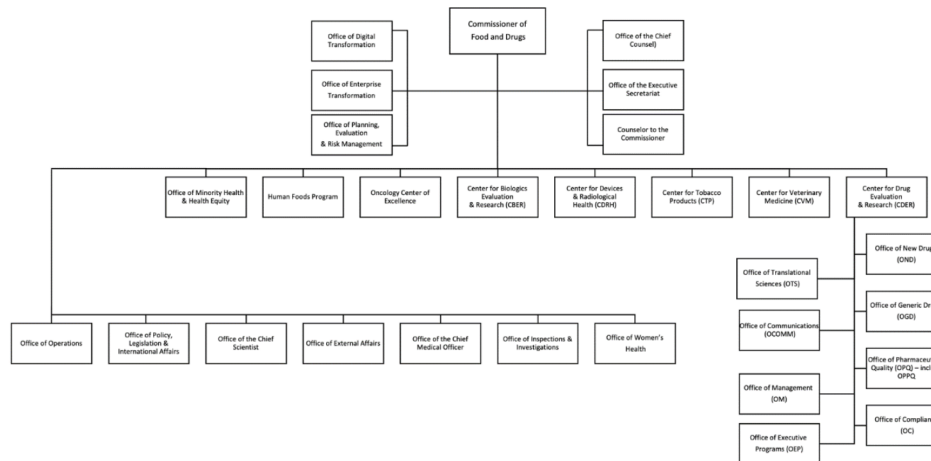 Commissioner of
Food and Drugs
Office of Digital
Transformation
Office of the Chief
Counsel)
Office of Enterprise
Transformation
Office of the Executive
Secretariat
Office of Planning,
Evaluation
& Risk Management
Counselor to the
Commissioner
Office of Minority Health
& Health Equity
Human Foods Program
Oncology Center of
Excellence
Center for Biologics
Evaluation
& Research (CBER)
Center for Devices
& Radiological
Health (CDRH)
Center for Tobacco
Products (CTP)
Center for Veterinary
Medicine (CVM)
Center for Drug
Evaluation
& Research (CDER)
Office of New Drug
(OND)
Office of Translational
Sciences (OTS)
Office of Generic Dr
(OGD)
Office of Communications
(OCOMM)
Office of Pharmaceu
Quality (OPQ) – incl
OPPQ
Office of Management
(OM)
Office of Complian
(OC)
Office of Executive
Programs (OEP)
Office of Operations
Office of Policy,
Legislation &
International Affairs
Office of the Chief
Scientist
Office of External Affairs
Office of the Chief
Medical Officer
Office of Inspections &
Investigations
Office of Women's
Health